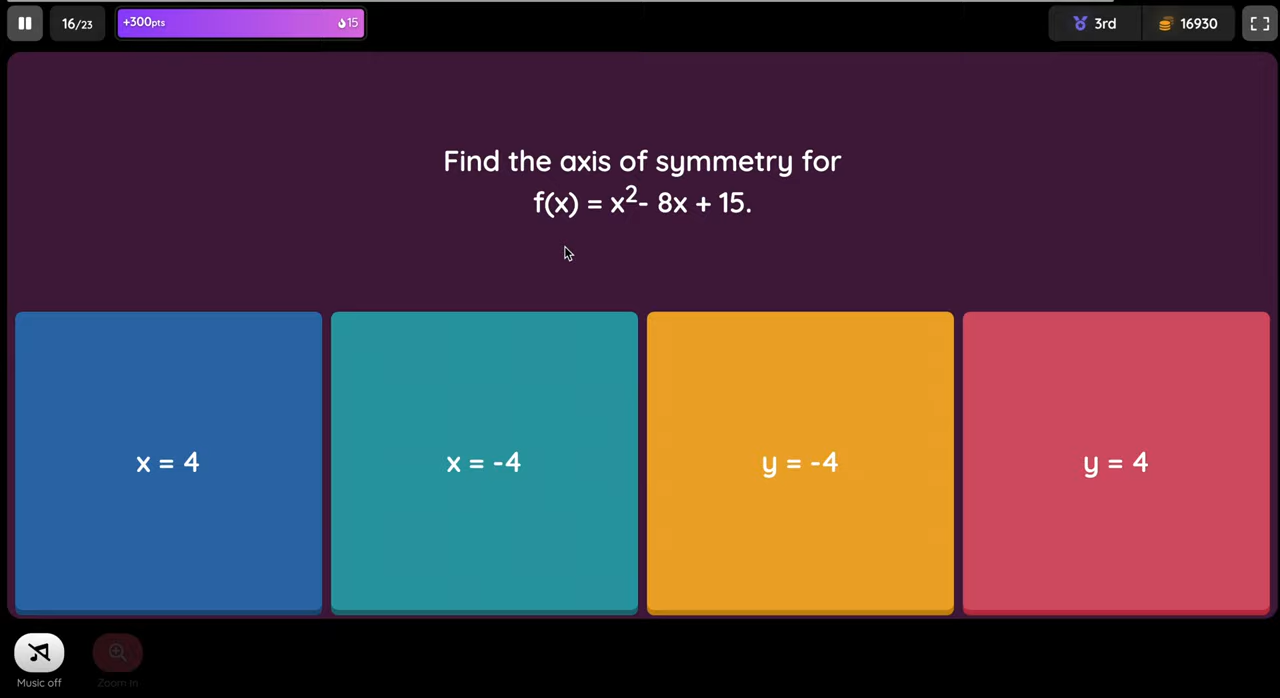 16/23
+300pts
15
3rd
16930
Find the axis of symmetry for
f(x) = x²- 8x + 15.
x = 4
x = -4
y = -4
y = 4
Music off
Zoom In